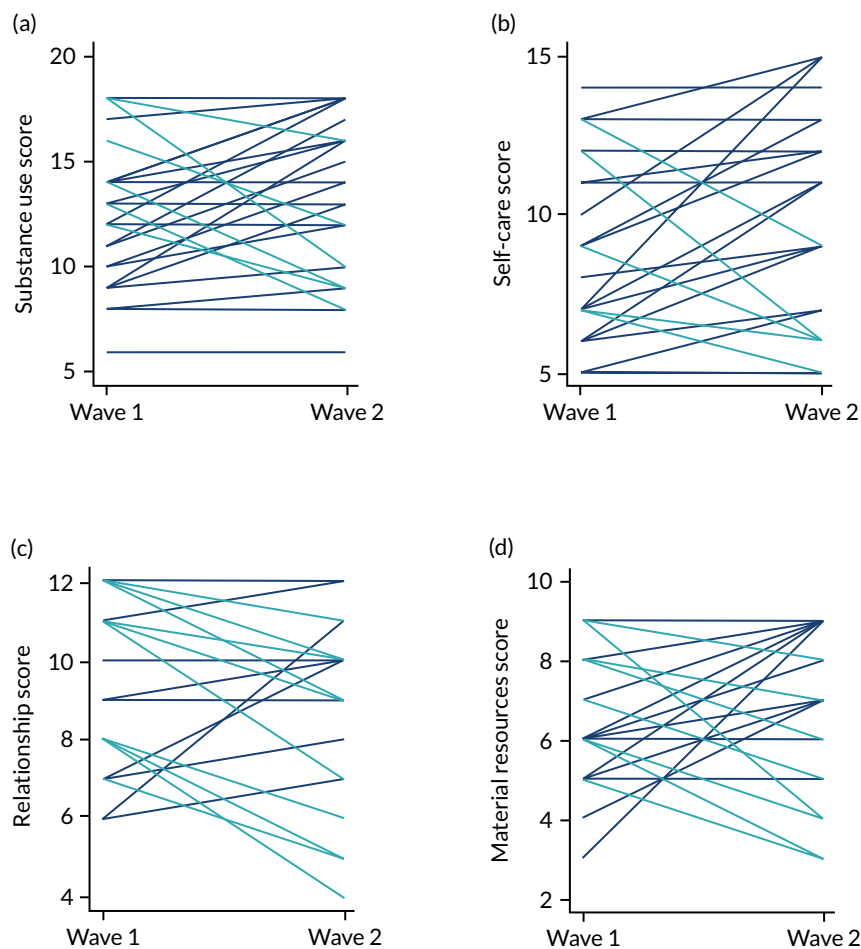 (a)
Substance use score
20
15
10
5
Wave 1 Wave 2
(b)
Self-care score
15
10
5
Wave 1 Wave 2
(c)
Relationship score
12
10
8
6
4
Wave 1 Wave 2
(d)
Material resources score
10
8
6
4
2
Wave 1 Wave 2